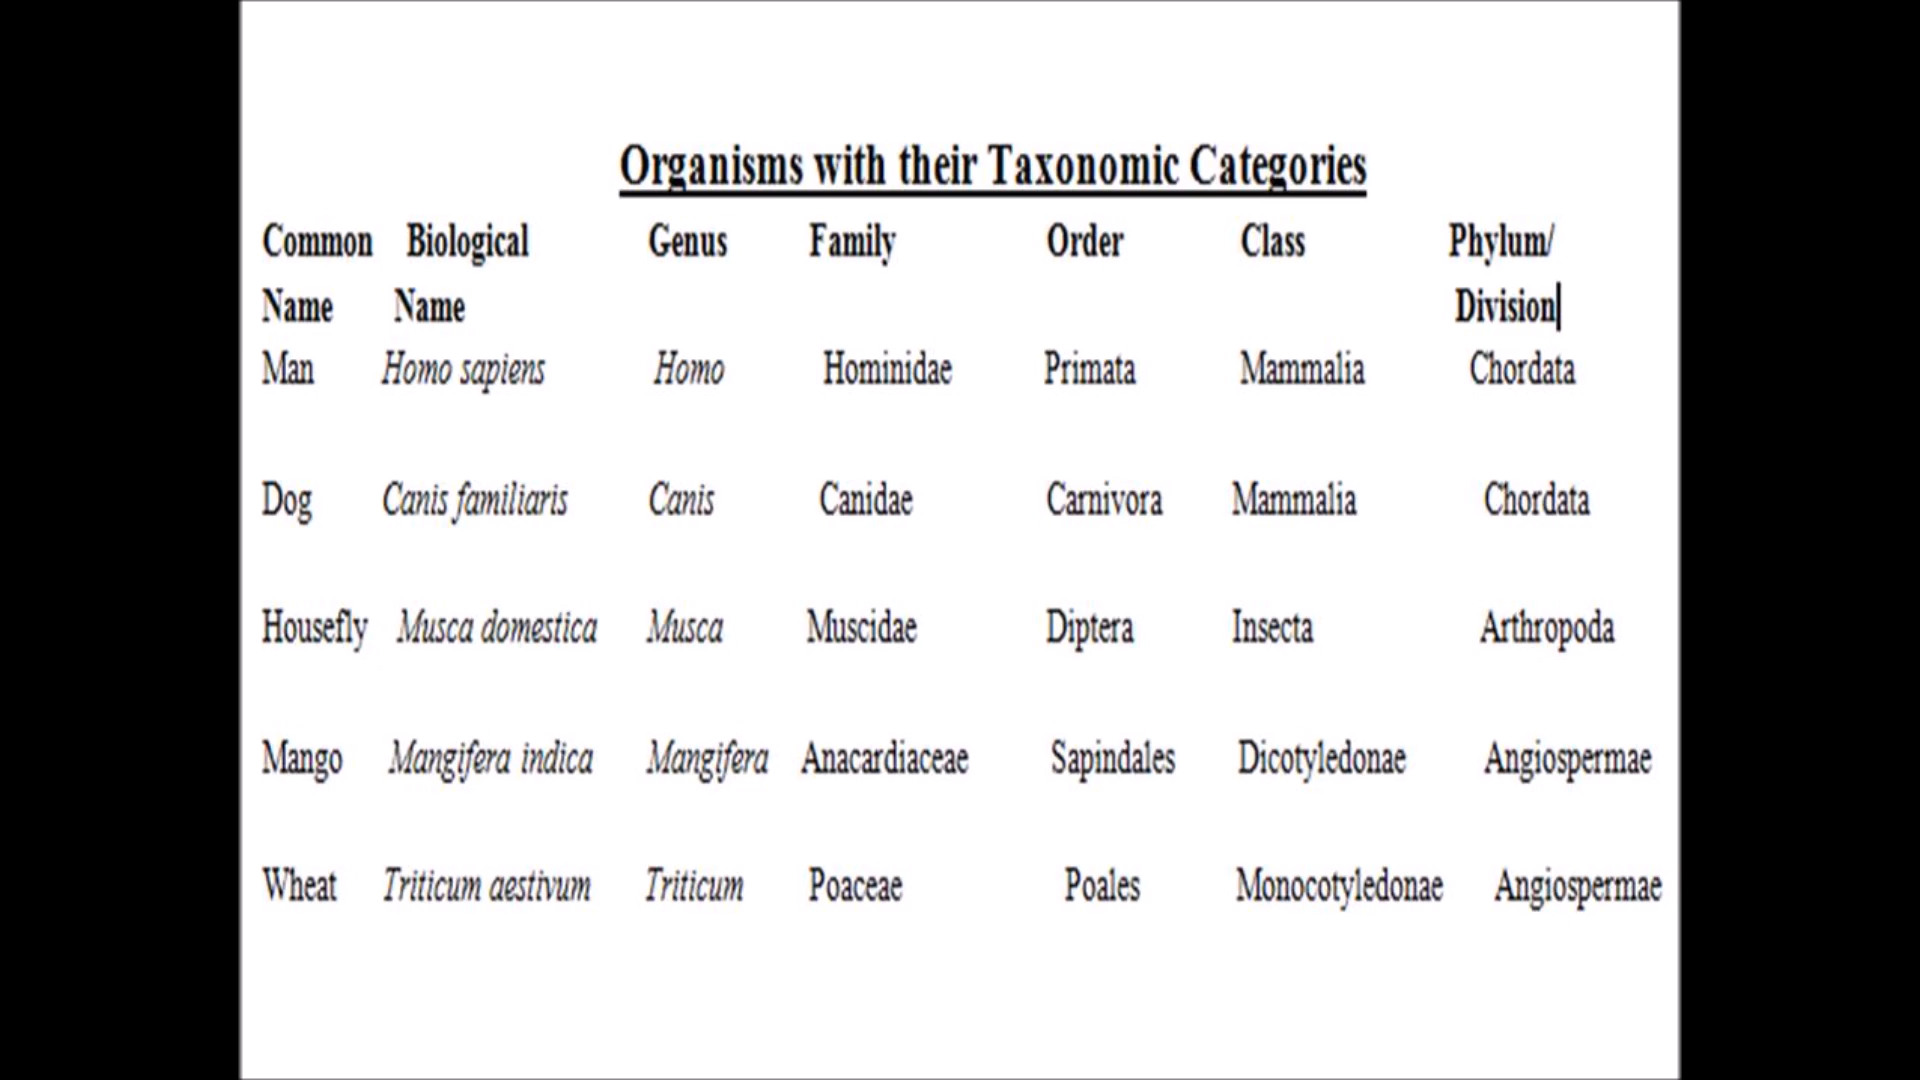 Organisms with their Taxonomic Categories
Common Biological Genus Family Order Class Phylum/
Name Name Division
Man Homo sapiens Homo Hominidae Primata Mammalia Chordata
Dog Canis familiaris Canis Canidae Carnivora Mammalia Chordata
Housefly Musca domestica Musca Muscidae Diptera Insecta Arthropoda
Mango Mangifera indica Mangifera Anacardiaceae Sapindales Dicotyledonae Angiospermae
Wheat Triticum aestivum Triticum Poaceae Poales Monocotyledonae Angiospermae